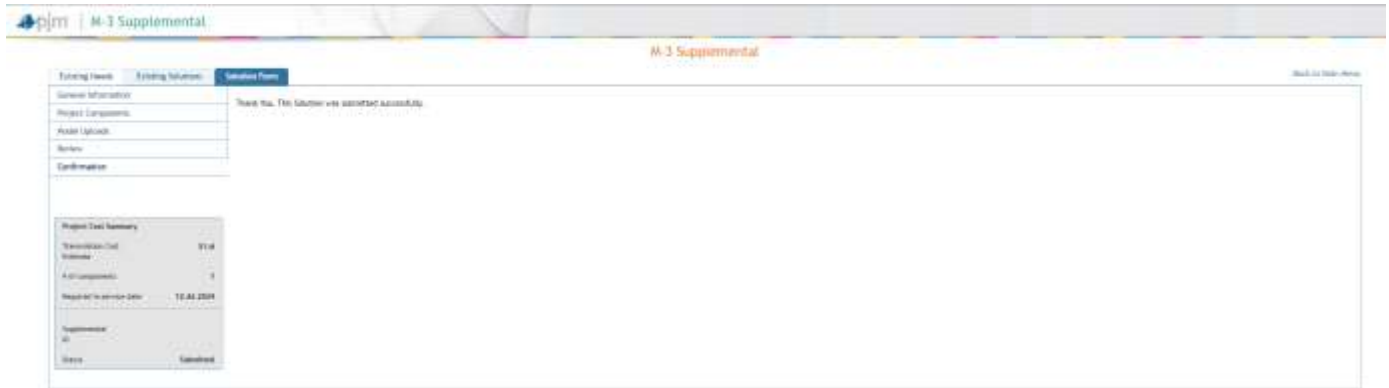 pjm | M-3 Supplemental
M-3 Supplemental
Existing Needs Existing Solutions Solution Form
Back to Main Menu
General Information
Thank You. This Solution was submitted successfully.
Project Components
Model Uploads
Review
Confirmation
Project Cost Summary
Transmission Cost
Estimate
# of components
Required in-service date
Supplemental
ID
Status Submitted